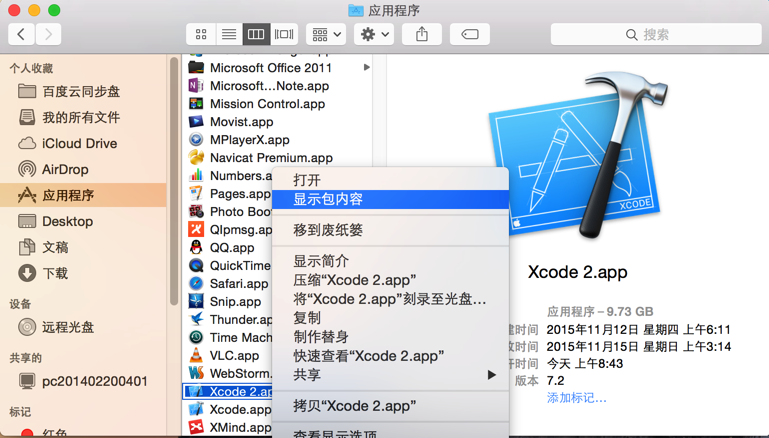 应用程序
搜索
个人收藏
百度云同步盘
我的所有文件
iCloud Drive
AirDrop
应用程序
Desktop
文稿
下载
设备
远程光盘
共享的
pc201402200401
标记
红色
Microsoft Office 2011
Microsoft...Note.app
Mission Control.app
Movist.app
MPlayerX.app
Navicat Premium.app
Numbers.a
Pages.app
Photo Boo
QIpmsg.ap
QQ.app
QuickTime
Safari.app
Snip.app
Thunder.ap
Time Mach
VLC.app
WebStorm.
Xcode 2.ap
Xcode.app
XMind.app
打开
显示包内容
移到废纸篓
显示简介
压缩“Xcode 2.app”
将“Xcode 2.app”刻录至光盘...
复制
制作替身
快速查看“Xcode 2.app”
共享
拷贝“Xcode 2.app”
查看显示选项
XCODE
Xcode 2.app
应用程序 – 9.73 GB
建时间 2015年11月12日 星期四 上午6:11
改时间 2015年11月15日 星期日 上午3:14
开时间 今天 上午8:43
版本 7.2
添加标记...